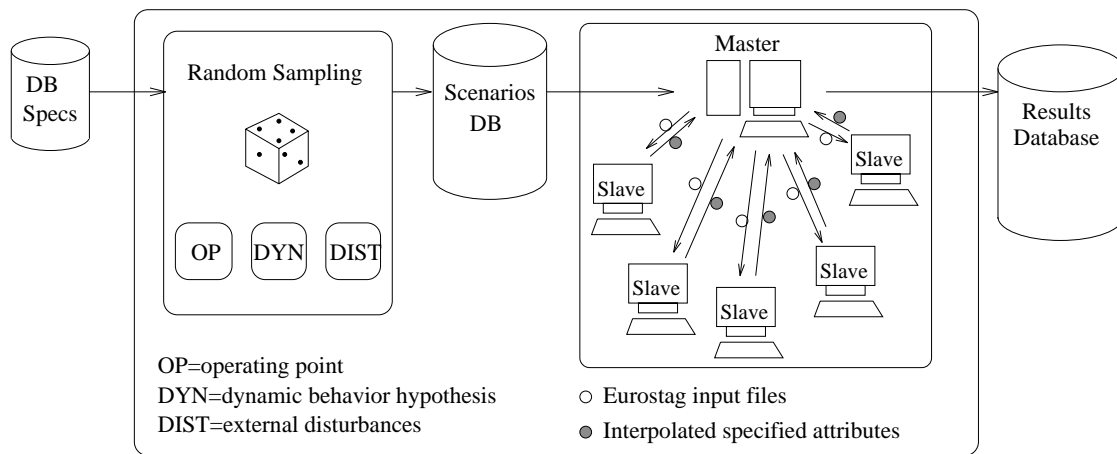 DB
Specs
Random Sampling
OP
DYN
DIST
Scenarios
DB
Master
Slave
Slave
Slave
Slave
Slave
Results
Database
OP=operating point
DYN=dynamic behavior hypothesis
DIST=external disturbances
Eurostag input files
Interpolated specified attributes